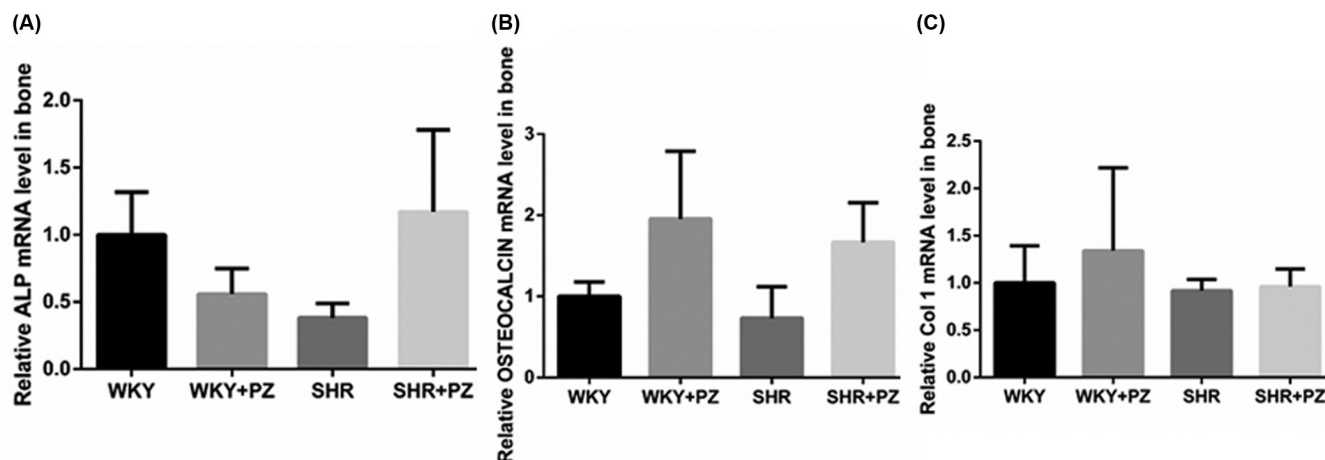 (A)
Relative ALP mRNA level in bone
2.0
1.5
1.0
0.5
0.0
WKY WKY+PZ SHR SHR+PZ
(B)
Relative OSTEOCALCIN mRNA level in bone
3
2
1
0
WKY WKY+PZ SHR SHR+PZ
(C)
Relative Col 1 mRNA level in bone
2.5
2.0
1.5
1.0
0.5
0.0
WKY WKY+PZ SHR SHR+PZ